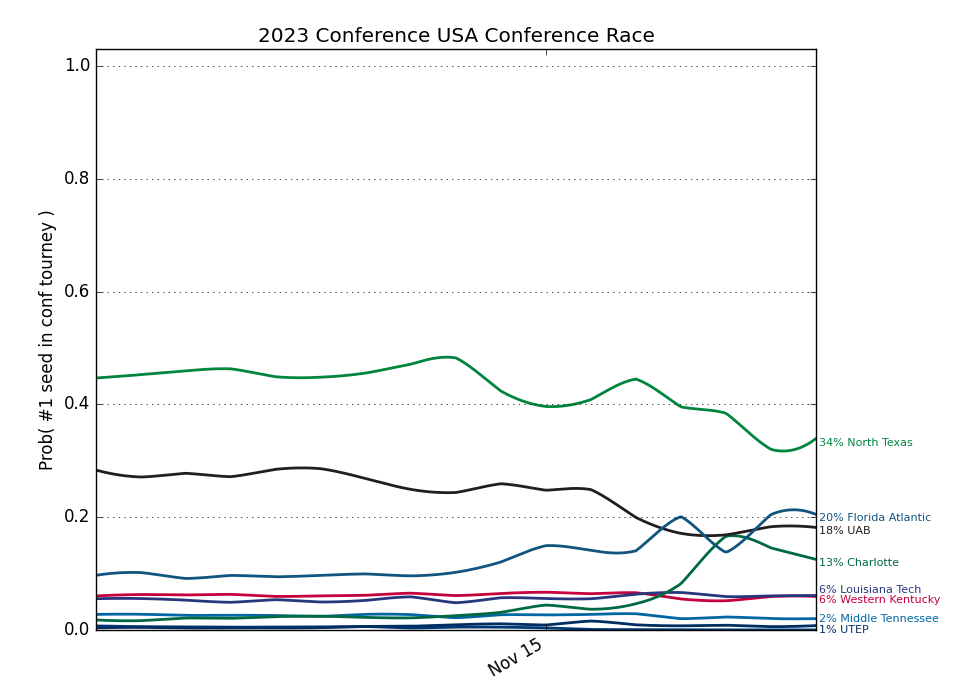 2023 Conference USA Conference Race
Prob( #1 seed in conf tourney )
1.0
0.8
0.6
0.4
0.2
0.0
Nov 15
34% North Texas
20% Florida Atlantic
18% UAB
13% Charlotte
6% Louisiana Tech
6% Western Kentucky
2% Middle Tennessee
1% UTEP